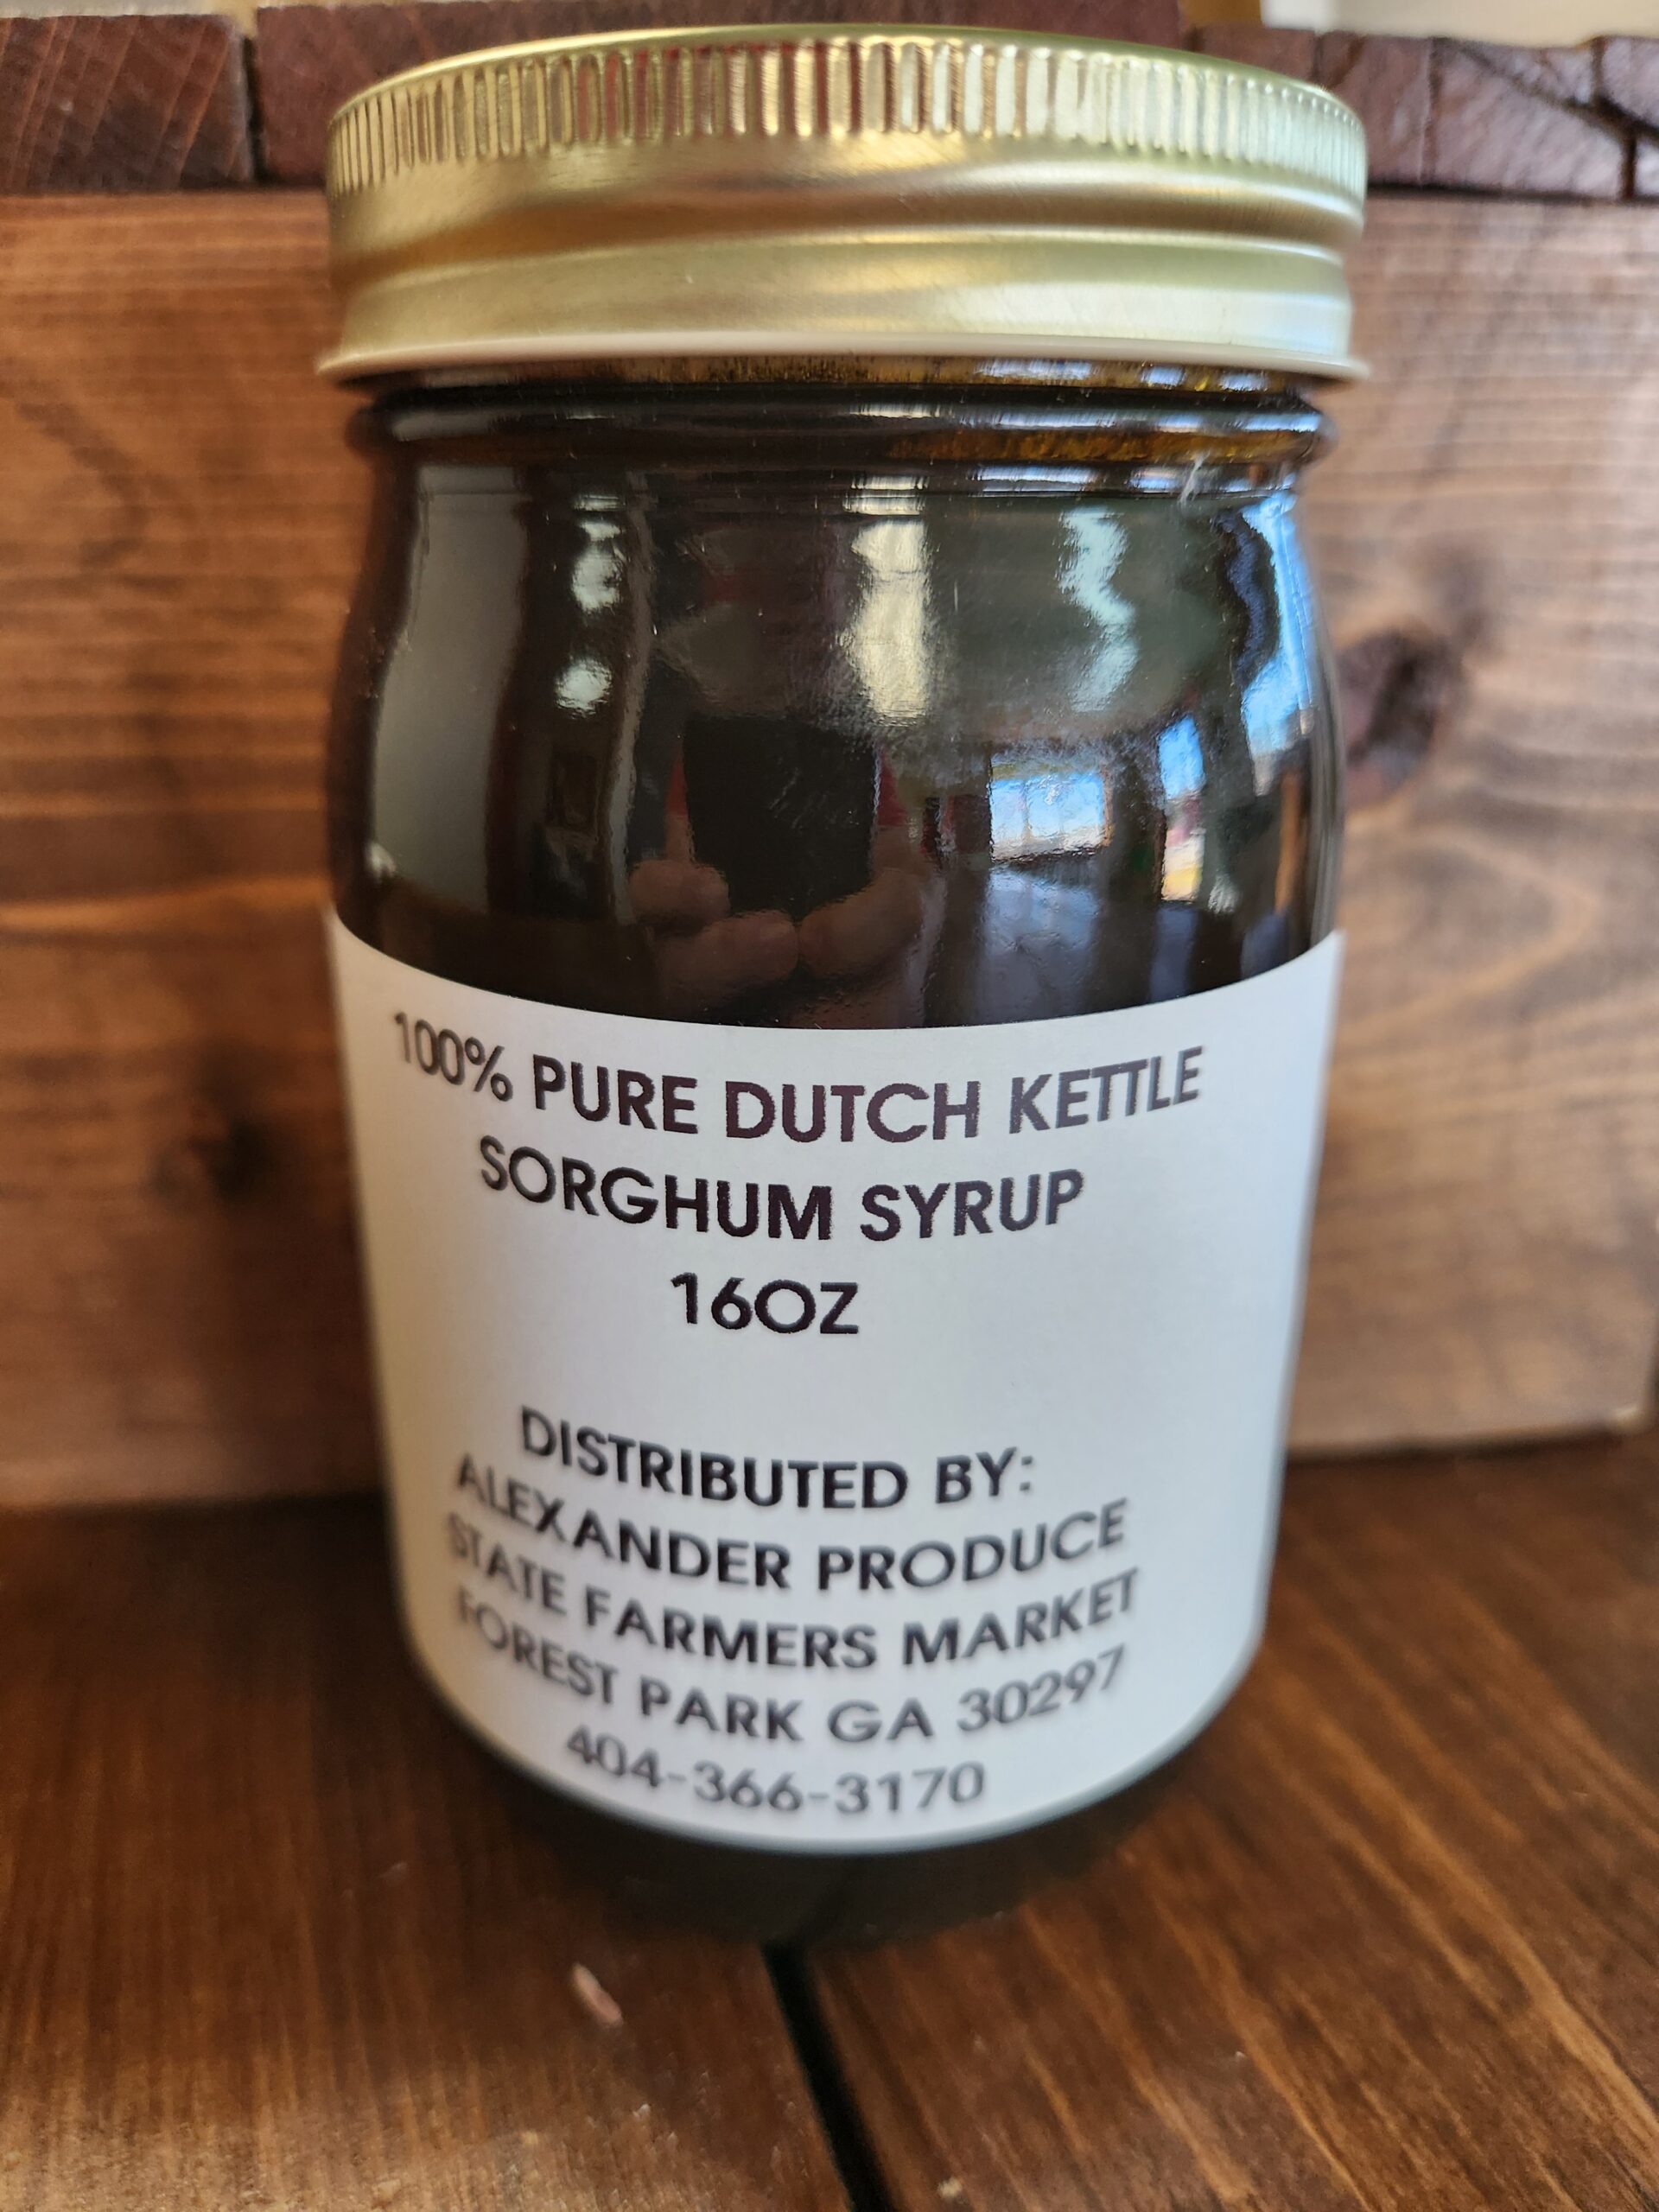 100% PURE DUTCH KETTLE
SORGHUM SYRUP
16OZ
DISTRIBUTED BY:
ALEXANDER PRODUCE
STATE FARMERS MARKET
FOREST PARK GA 30297
404-366-3170